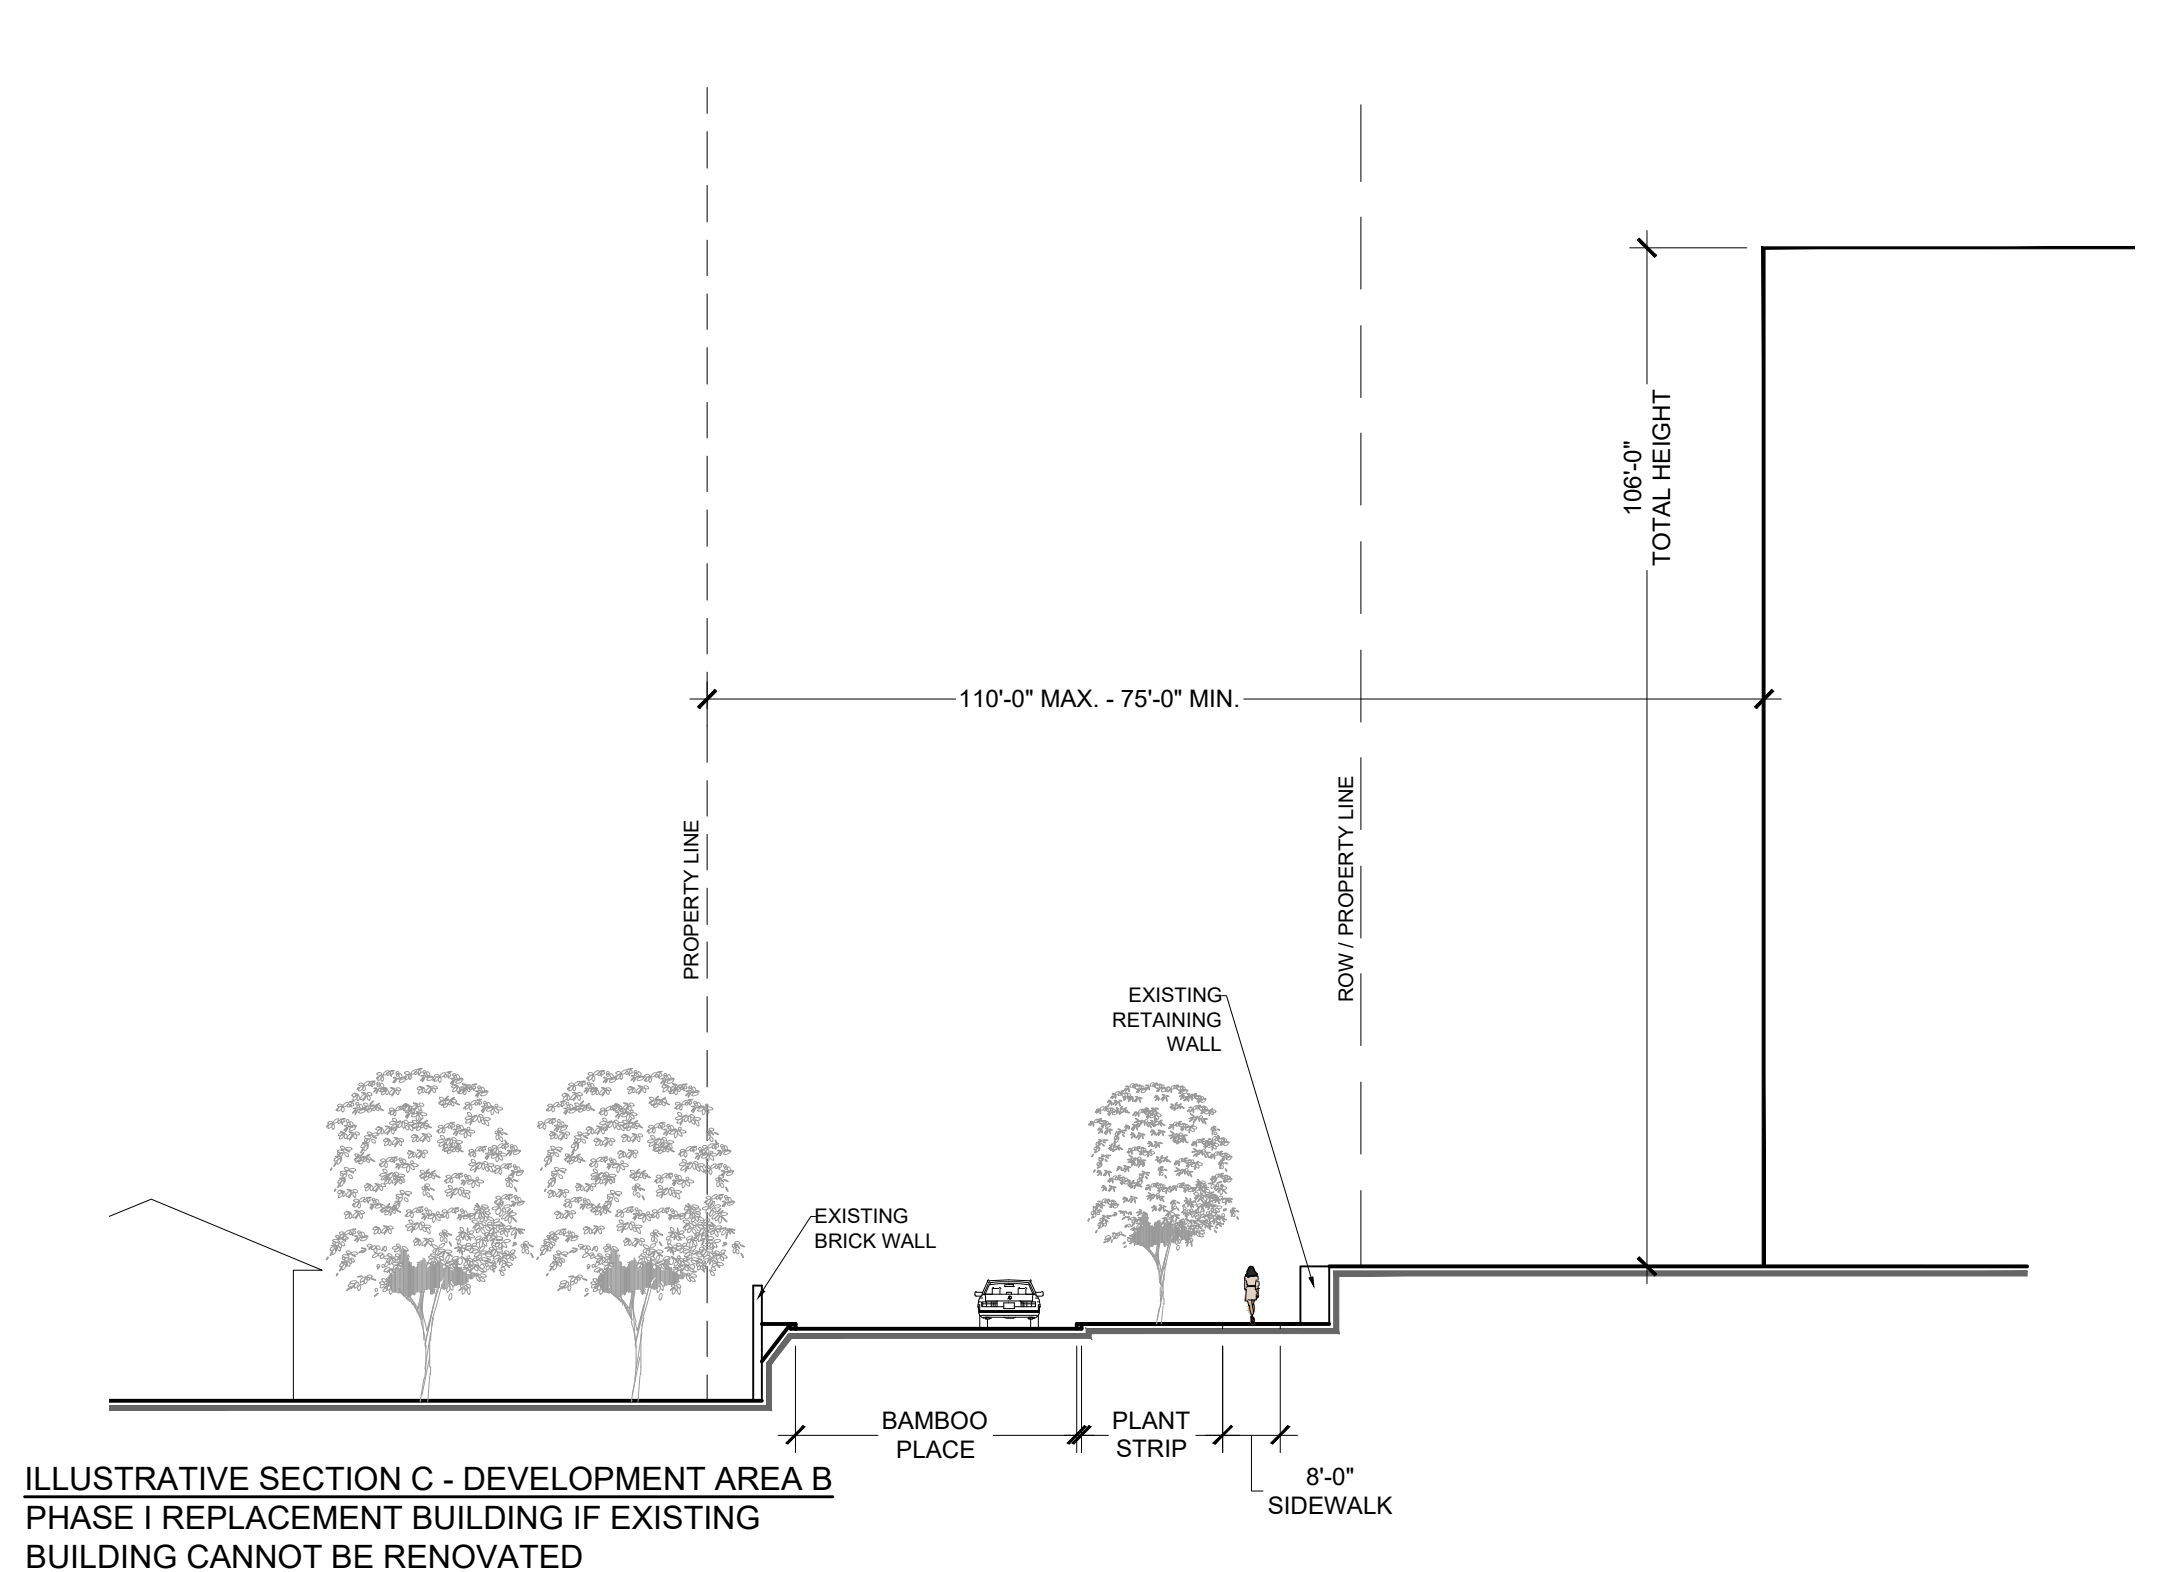 106'-0"
TOTAL HEIGHT
110'-0" MAX. - 75'-0" MIN.
PROPERTY LINE
ROW / PROPERTY LINE
EXISTING
RETAINING
WALL
EXISTING
BRICK WALL
BAMBOO
PLACE
PLANT
STRIP
8'-0"
SIDEWALK
ILLUSTRATIVE SECTION C - DEVELOPMENT AREA B
PHASE I REPLACEMENT BUILDING IF EXISTING
BUILDING CANNOT BE RENOVATED